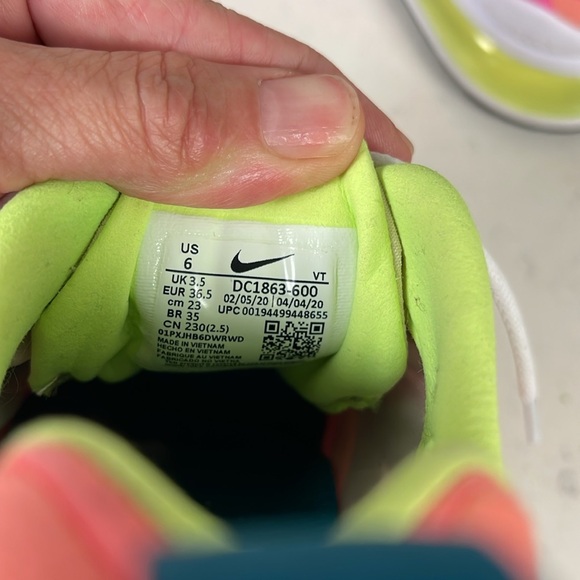 US
6
UK 3.5
EUR 36.5
cm 23
BR 35
CN 230(2.5)
VT
DC1863-600
02/05/20 | 04/04/20
UPC 00194499448655
01PXJHB6DWRWD
MADE IN VIETNAM
HECHO EN VIETNAM
FABRIQUE AU VIETNAM